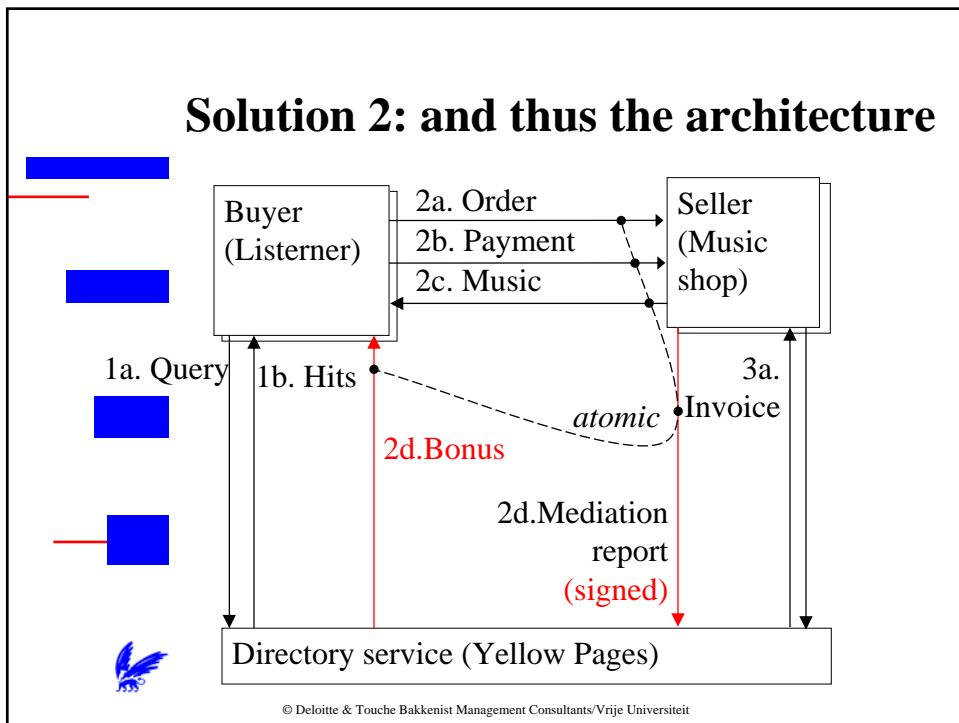 Solution 2: and thus the architecture
Buyer
(Listerner)
2a. Order
2b. Payment
2c. Music
Seller
(Music
shop)
1a. Query
1b. Hits
3a.
Invoice
atomic
2d.Bonus
2d.Mediation
report
(signed)
Directory service (Yellow Pages)
© Deloitte & Touche Bakkenist Management Consultants/Vrije Universiteit